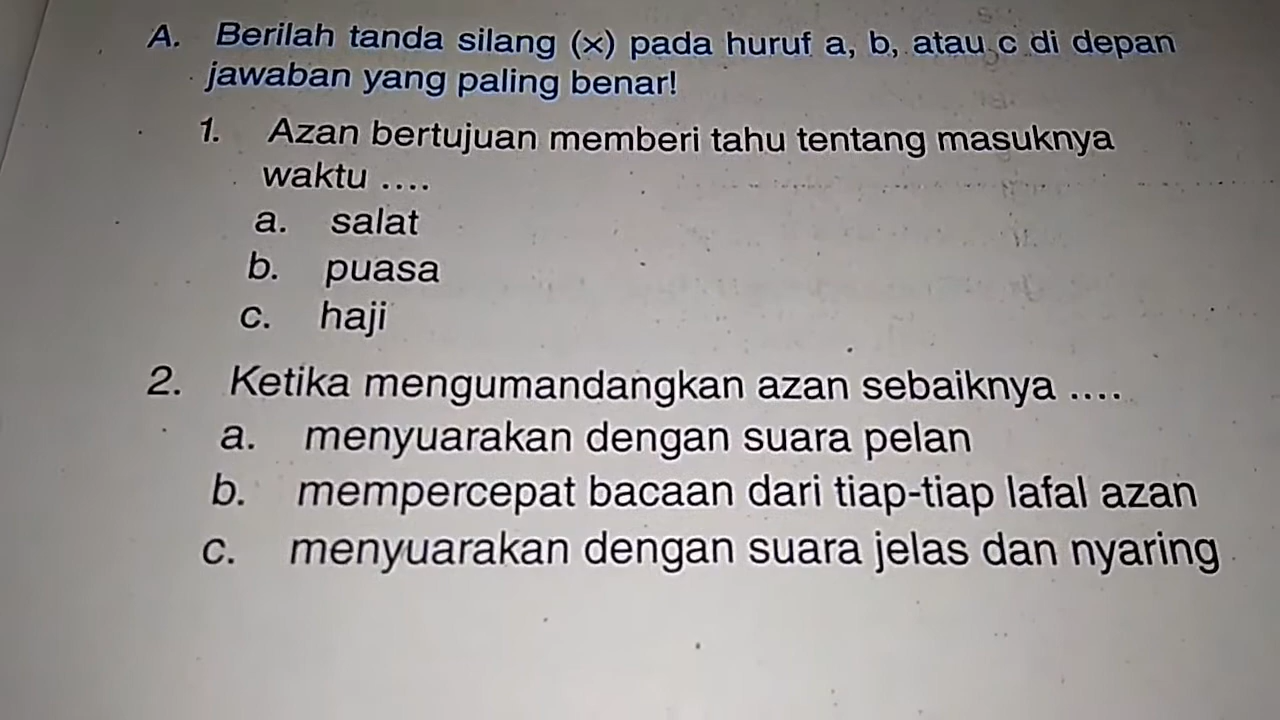 A. Berilah tanda silang (×) pada huruf a, b, atau c di depan
jawaban yang paling benar!
1. Azan bertujuan memberi tahu tentang masuknya
waktu ....
a. salat
b. puasa
c. haji
2. Ketika mengumandangkan azan sebaiknya ....
a. menyuarakan dengan suara pelan
b. mempercepat bacaan dari tiap-tiap lafal azan
c. menyuarakan dengan suara jelas dan nyaring